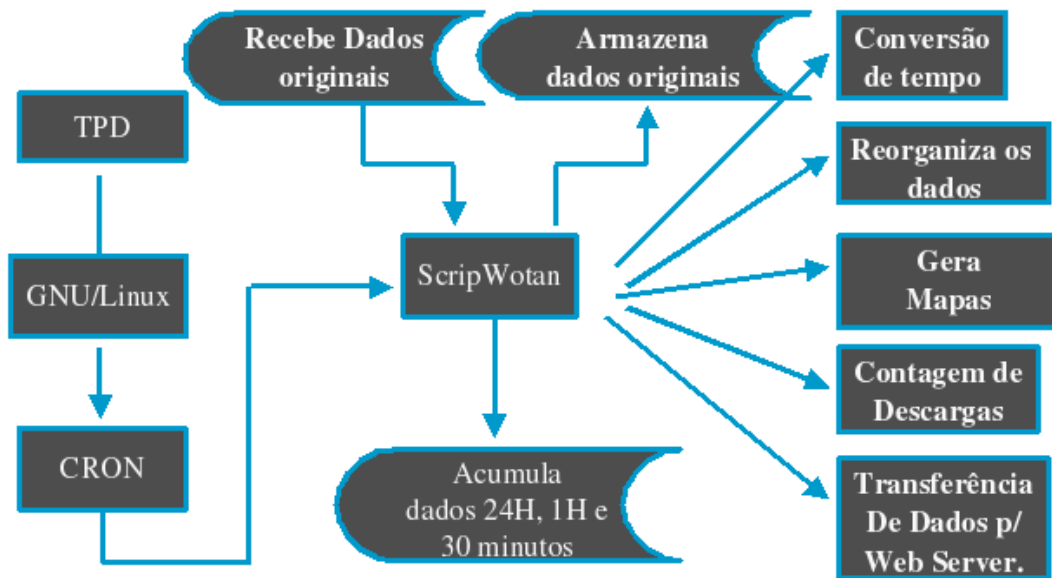 Recebe Dados
originais
Armazena
dados originais
Conversão
de tempo
TPD
Reorganiza os
dados
GNU/Linux
ScripWotan
Gera
Mapas
Contagem de
Descargas
CRON
Acumula
dados 24H, 1H e
30 minutos
Transferência
De Dados p/
Web Server.